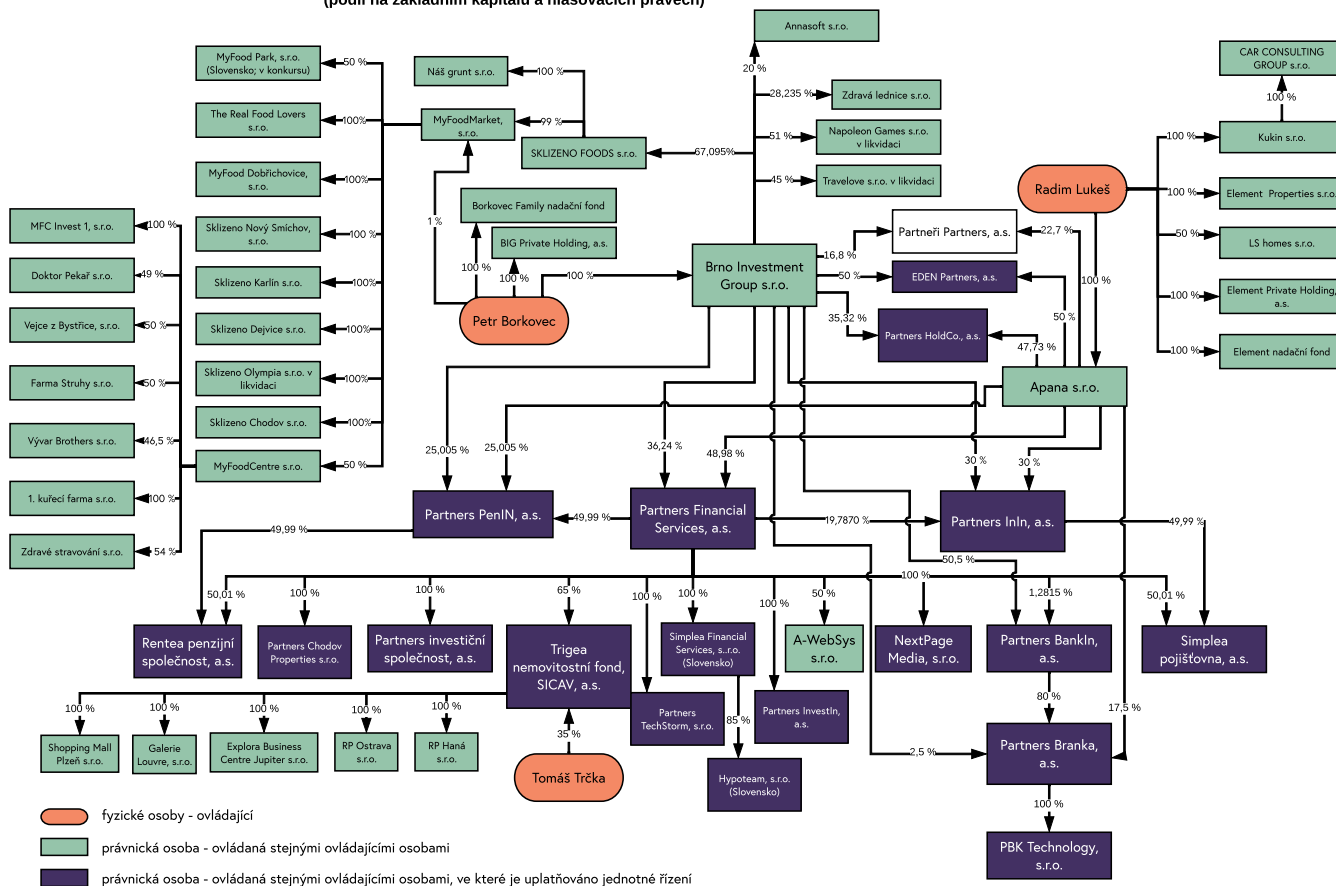 (podíl na základním kapitálu a hlasovacích právech)
Annasoft s.r.o.
20 %
MyFood Park, s.r.o.
(Slovensko; v konkursu)
50 %
Náš grunt s.r.o.
100 %
28,235 %
Zdravá lednice s.r.o.
CAR CONSULTING
GROUP s.r.o.
100 %
The Real Food Lovers
s.r.o.
100%
MyFoodMarket,
s.r.o.
99 %
51 %
Napoleon Games s.r.o.
v likvidaci
100 %
Kukin s.r.o.
SKLIZENO FOODS s.r.o.
67,095%
MyFood Dobřichovice,
s.r.o.
100%
45 %
Travelove s.r.o. v likvidaci
Radim Lukeš
100 %
Element Properties s.r.o.
MFC Invest 1, s.r.o.
100 %
Sklizeno Nový Smíchov,
s.r.o.
100 %
1 %
Borkovec Family nadační fond
BIG Private Holding, a.s.
Partneři Partners, a.s.
22,7 %
50 %
LS homes s.r.o.
16,8 %
Doktor Pekař s.r.o.
49 %
Sklizeno Karlín s.r.o.
100%
100 %
100 %
100 %
Brno Investment
Group s.r.o.
50 %
EDEN Partners, a.s.
100 %
100 %
Element Private Holding,
a.s.
Vejce z Bystřice, s.r.o.
50 %
Sklizeno Dejvice s.r.o.
100%
Petr Borkovec
35,32 %
Partners HoldCo., a.s.
47,73 %
50 %
100 %
Element nadační fond
Farma Struhy s.r.o.
50 %
Sklizeno Olympia s.r.o. v
likvidaci
100%
Apana s.r.o.
Vývar Brothers s.r.o.
46,5 %
Sklizeno Chodov s.r.o.
100%
MyFoodCentre s.r.o.
50 %
25,005 %
25,005 %
36,24 %
48,98 %
30 %
30 %
1. kuřecí farma s.r.o.
100 %
Partners PenIN, a.s.
49,99 %
Partners Financial
Services, a.s.
19,7870 %
Partners InIn, a.s.
49,99 %
49,99 %
Zdravé stravování s.r.o.
54 %
50,5 %
100 %
50,01 %
100 %
100 %
65 %
100 %
100 %
100 %
50 %
1,2815 %
50,01 %
Rentea penzijní
společnost, a.s.
Partners Chodov
Properties s.r.o.
Partners investiční
společnost, a.s.
Trigea
nemovitostní fond,
SICAV, a.s.
Simplea Financial
Services, s..r.o.
(Slovensko)
A-WebSys
s.r.o.
NextPage
Media, s.r.o.
Partners BankIn,
a.s.
Simplea
pojišťovna, a.s.
100 %
100 %
100 %
100 %
100 %
Partners
TechStorm, s.r.o.
85 %
Partners InvestIn,
a.s.
80 %
17,5 %
Shopping Mall
Plzeň s.r.o.
Galerie
Louvre, s.r.o.
Explora Business
Centre Jupiter s.r.o.
RP Ostrava
s.r.o.
RP Haná
s.r.o.
35 %
2,5 %
Partners Branka,
a.s.
Tomáš Trčka
Hypoteam, s.r.o.
(Slovensko)
100 %
fyzické osoby - ovládající
právnická osoba - ovládaná stejnými ovládajícími osobami
PBK Technology,
s.r.o.
právnická osoba - ovládaná stejnými ovládajícími osobami, ve které je uplatňováno jednotné řízení